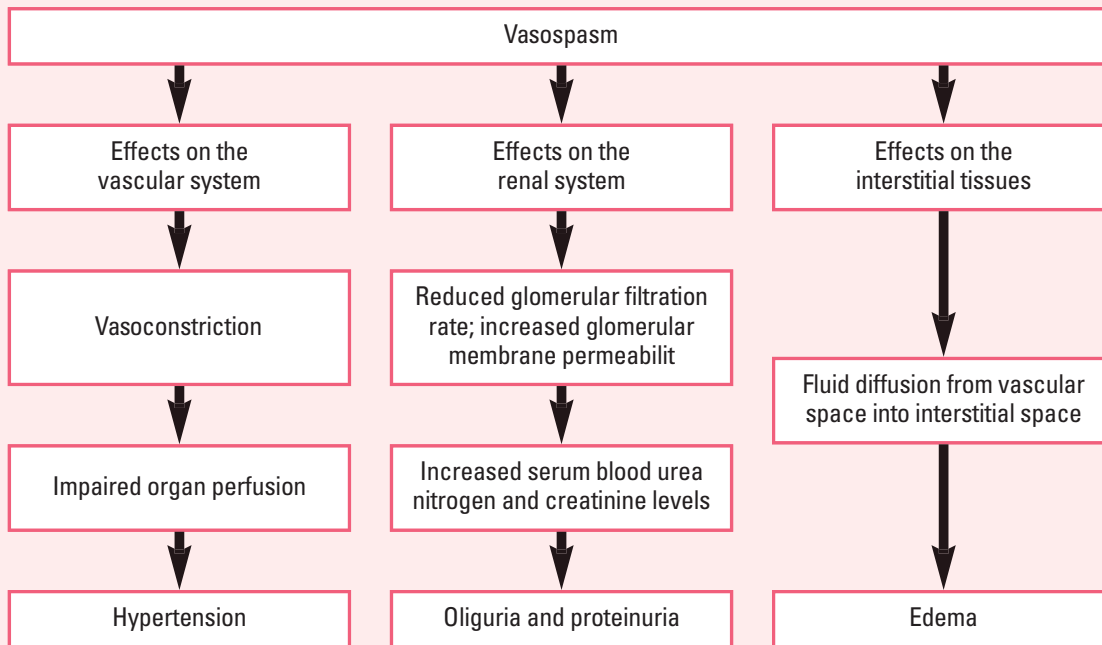 Vasospasm
Effects on the
vascular system
Effects on the
renal system
Effects on the
interstitial tissues
Vasoconstriction
Reduced glomerular filtration
rate; increased glomerular
membrane permeabilit
Fluid diffusion from vascular
space into interstitial space
Impaired organ perfusion
Increased serum blood urea
nitrogen and creatinine levels
Hypertension
Oliguria and proteinuria
Edema